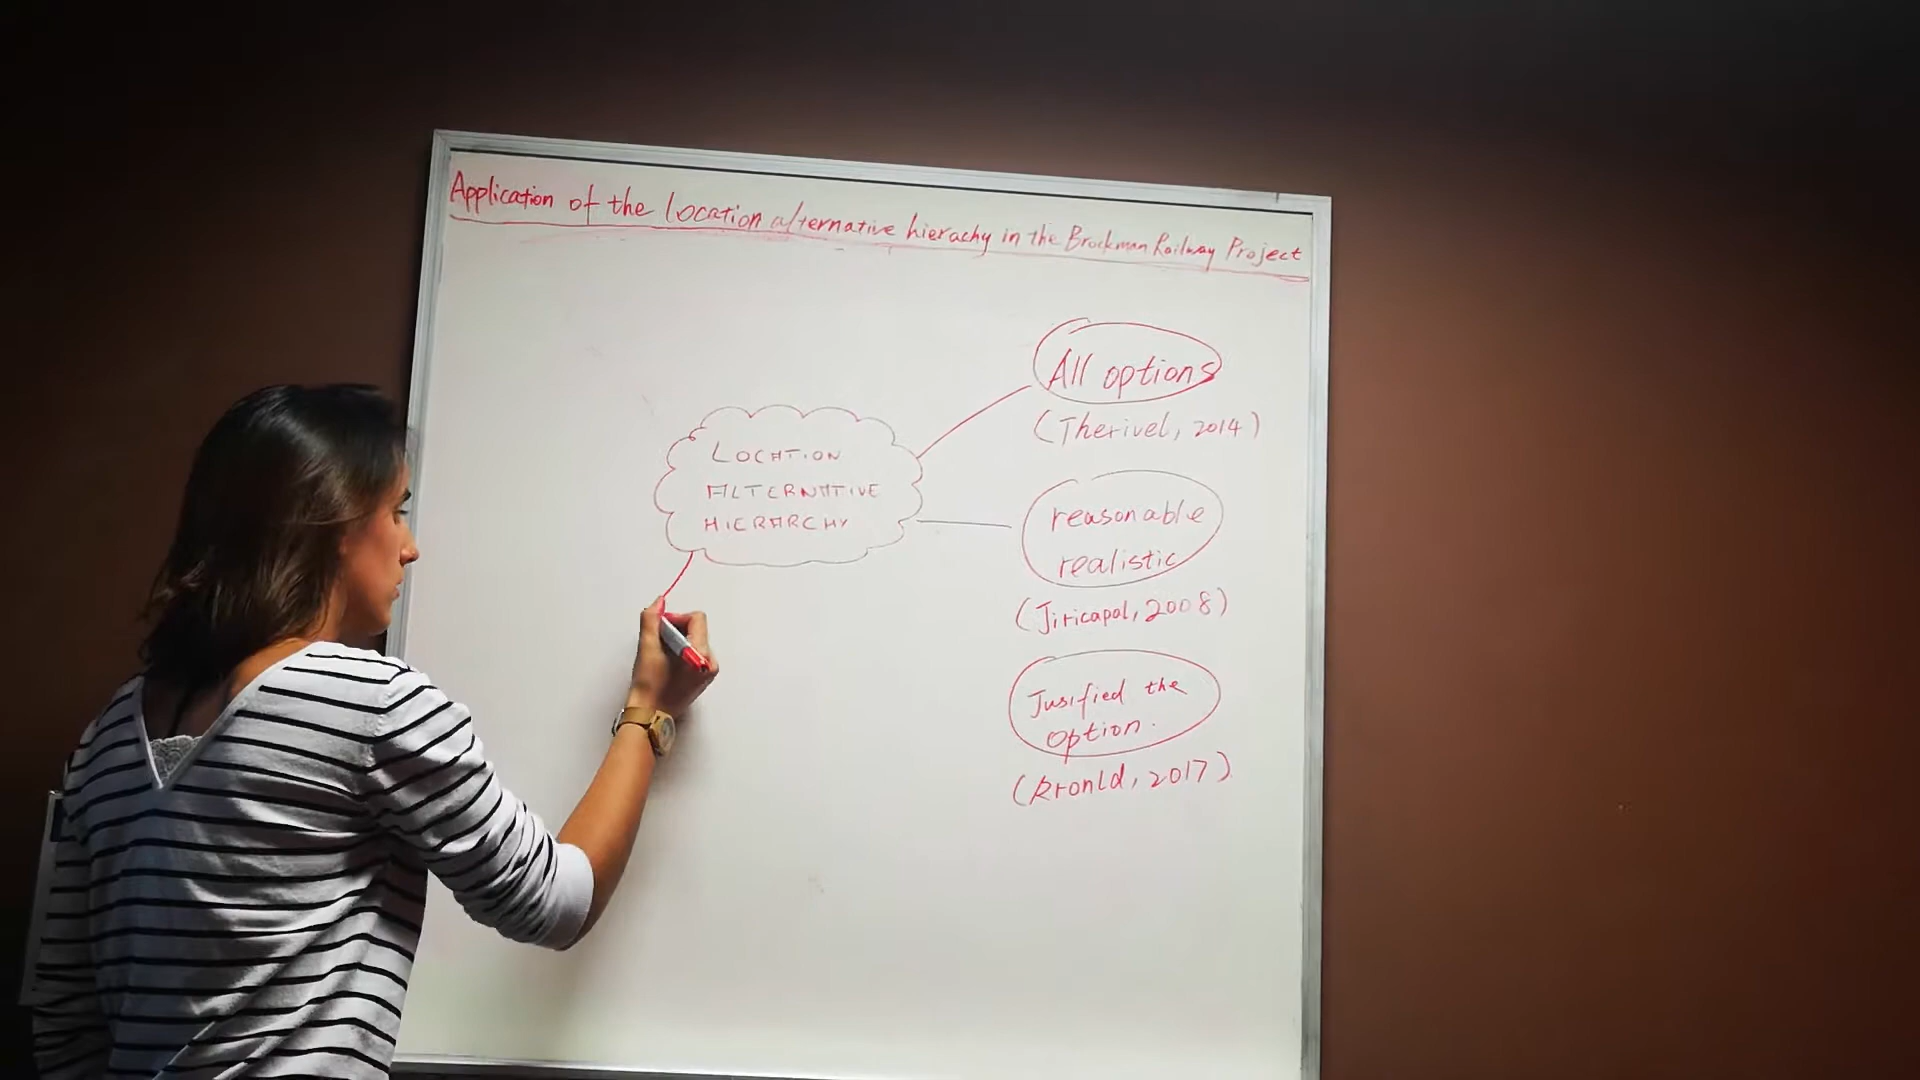 Application of the location alternative hierachy in the Brockman Railway Project
LOCATION
ALTERNATIVE
HIERARCHY
All options
(Therivel, 2014)
reasonable
realistic
(Jiricapol, 2008)
Jusified the
option.
(Rronld, 2017)